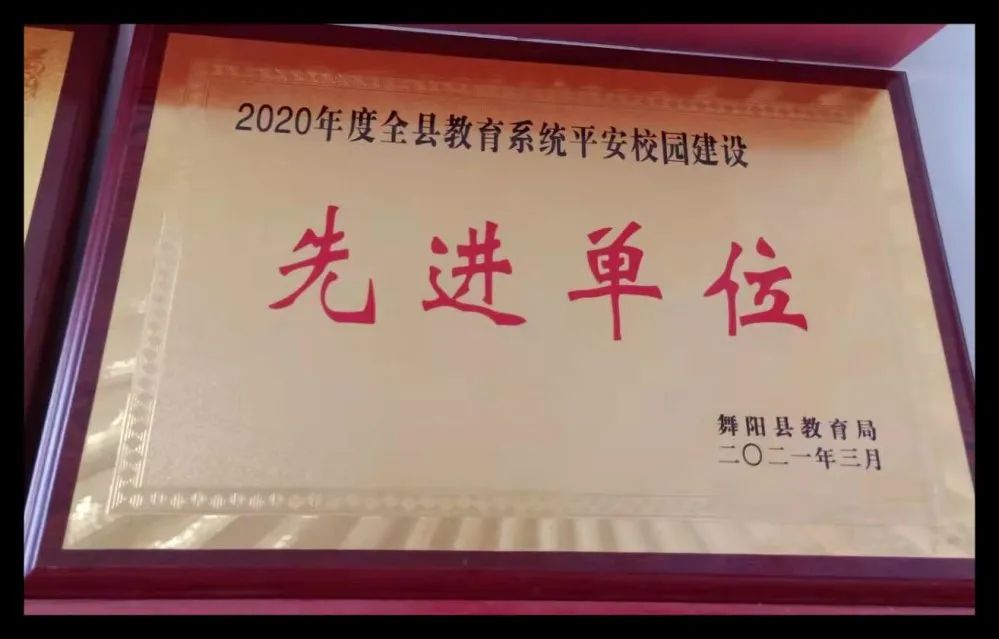 2020年度全县教育系统平安校园建设
先进单位
舞阳县教育局
二〇二一年三月